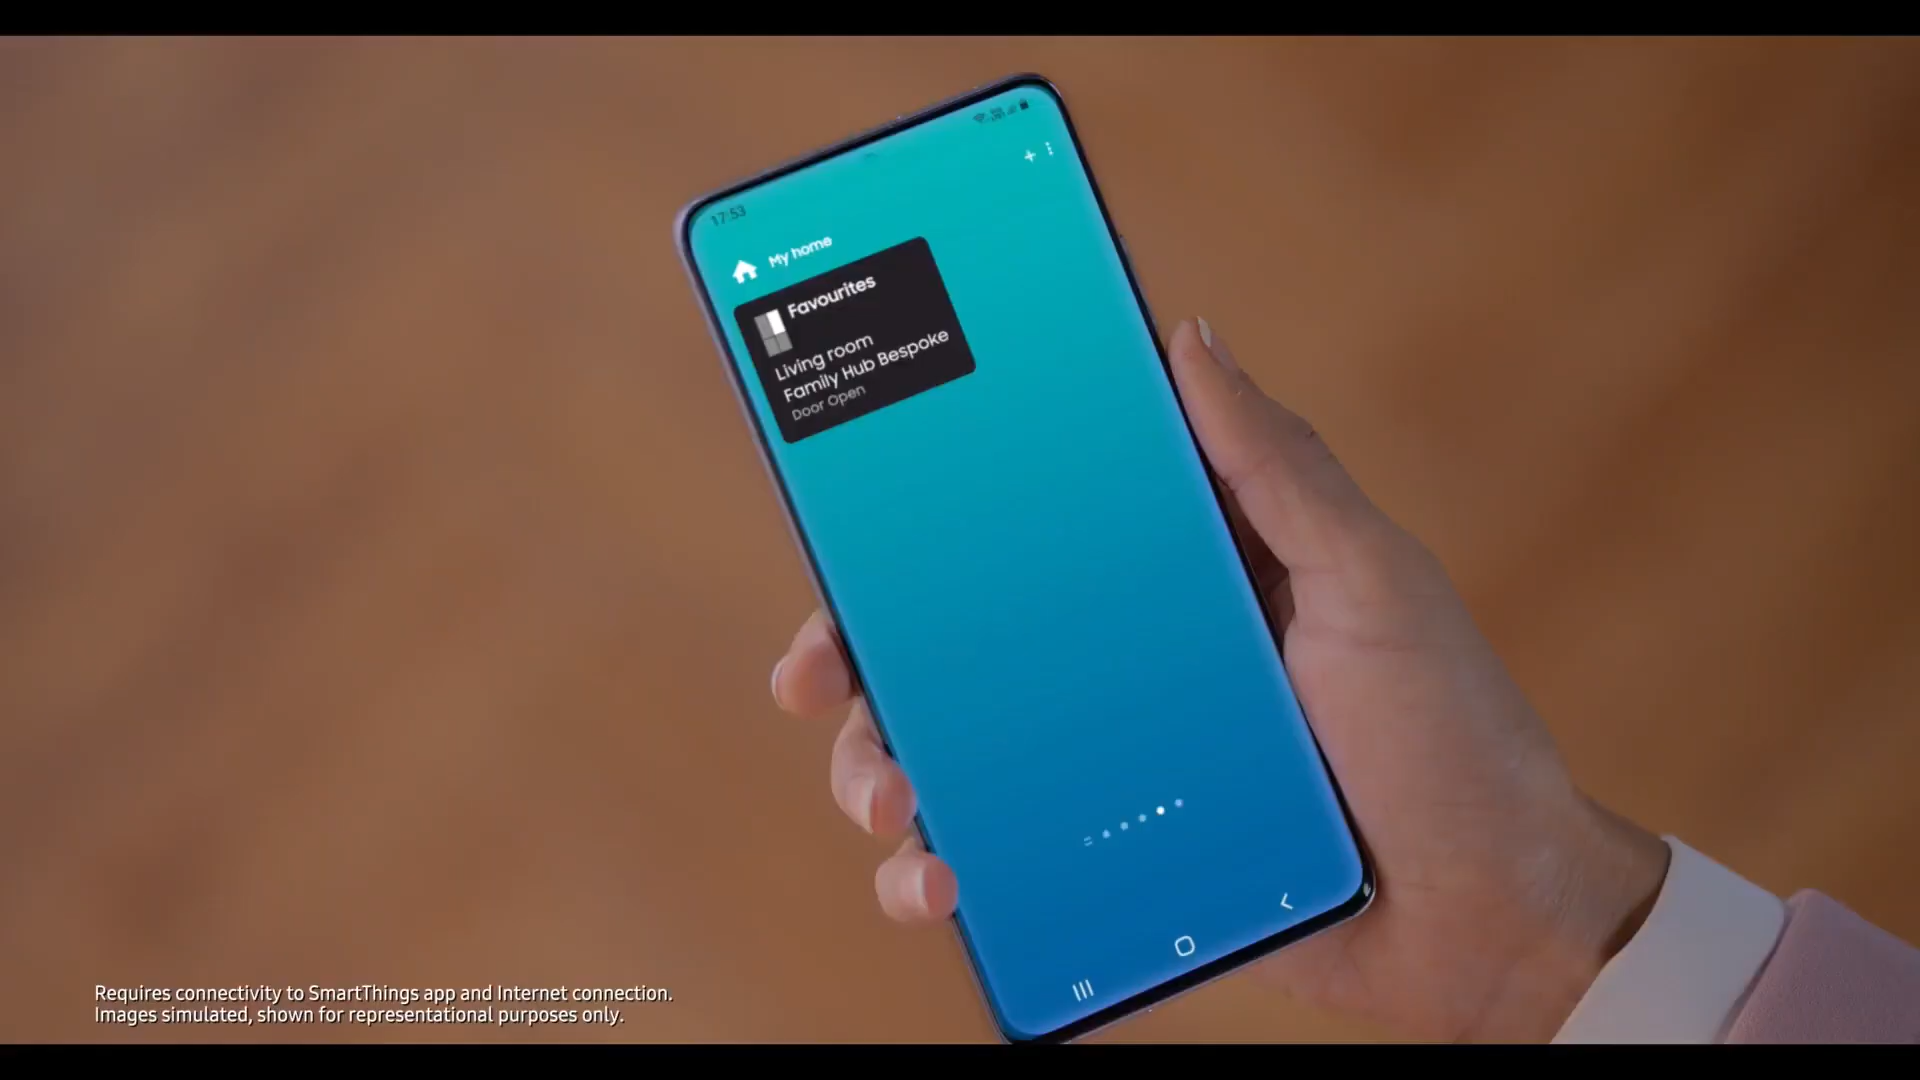 17:53
My home
Favourites
Living room
Family Hub Bespoke
Door Open
Requires connectivity to SmartThings app and Internet connection.
Images simulated, shown for representational purposes only.